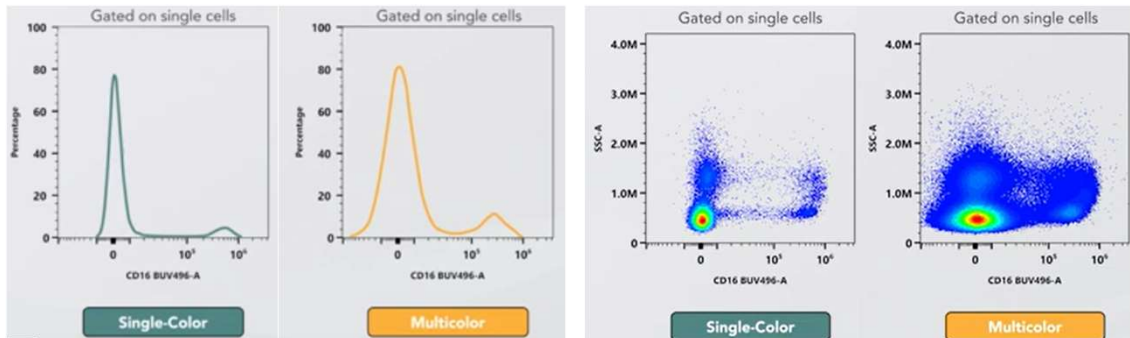 Gated on single cells
100
80
60
40
20
0
Percentage
0 10⁵ 10⁶
CD16 BUV496-A
Single-Color
Gated on single cells
100
80
60
40
20
0
Percentage
0 10⁵ 10⁶
CD16 BUV496-A
Multicolor
Gated on single cells
4.0M
3.0M
2.0M
1.0M
0
SSC-A
0 10⁵ 10⁶
CD16 BUV496-A
Single-Color
Gated on single cells
4.0M
3.0M
2.0M
1.0M
0
SSC-A
0 10⁵ 10⁶
CD16 BUV496-A
Multicolor